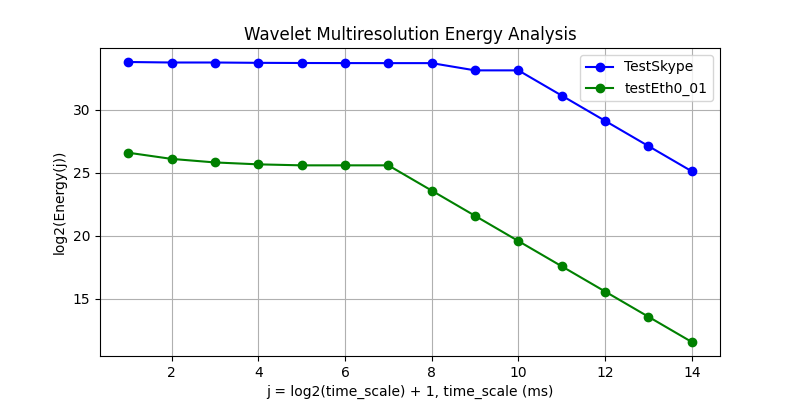 Wavelet Multiresolution Energy Analysis
TestSkype
testEth0_01
log2(Energy(j))
30
25
20
15
2 4 6 8 10 12 14
j = log2(time_scale) + 1, time_scale (ms)